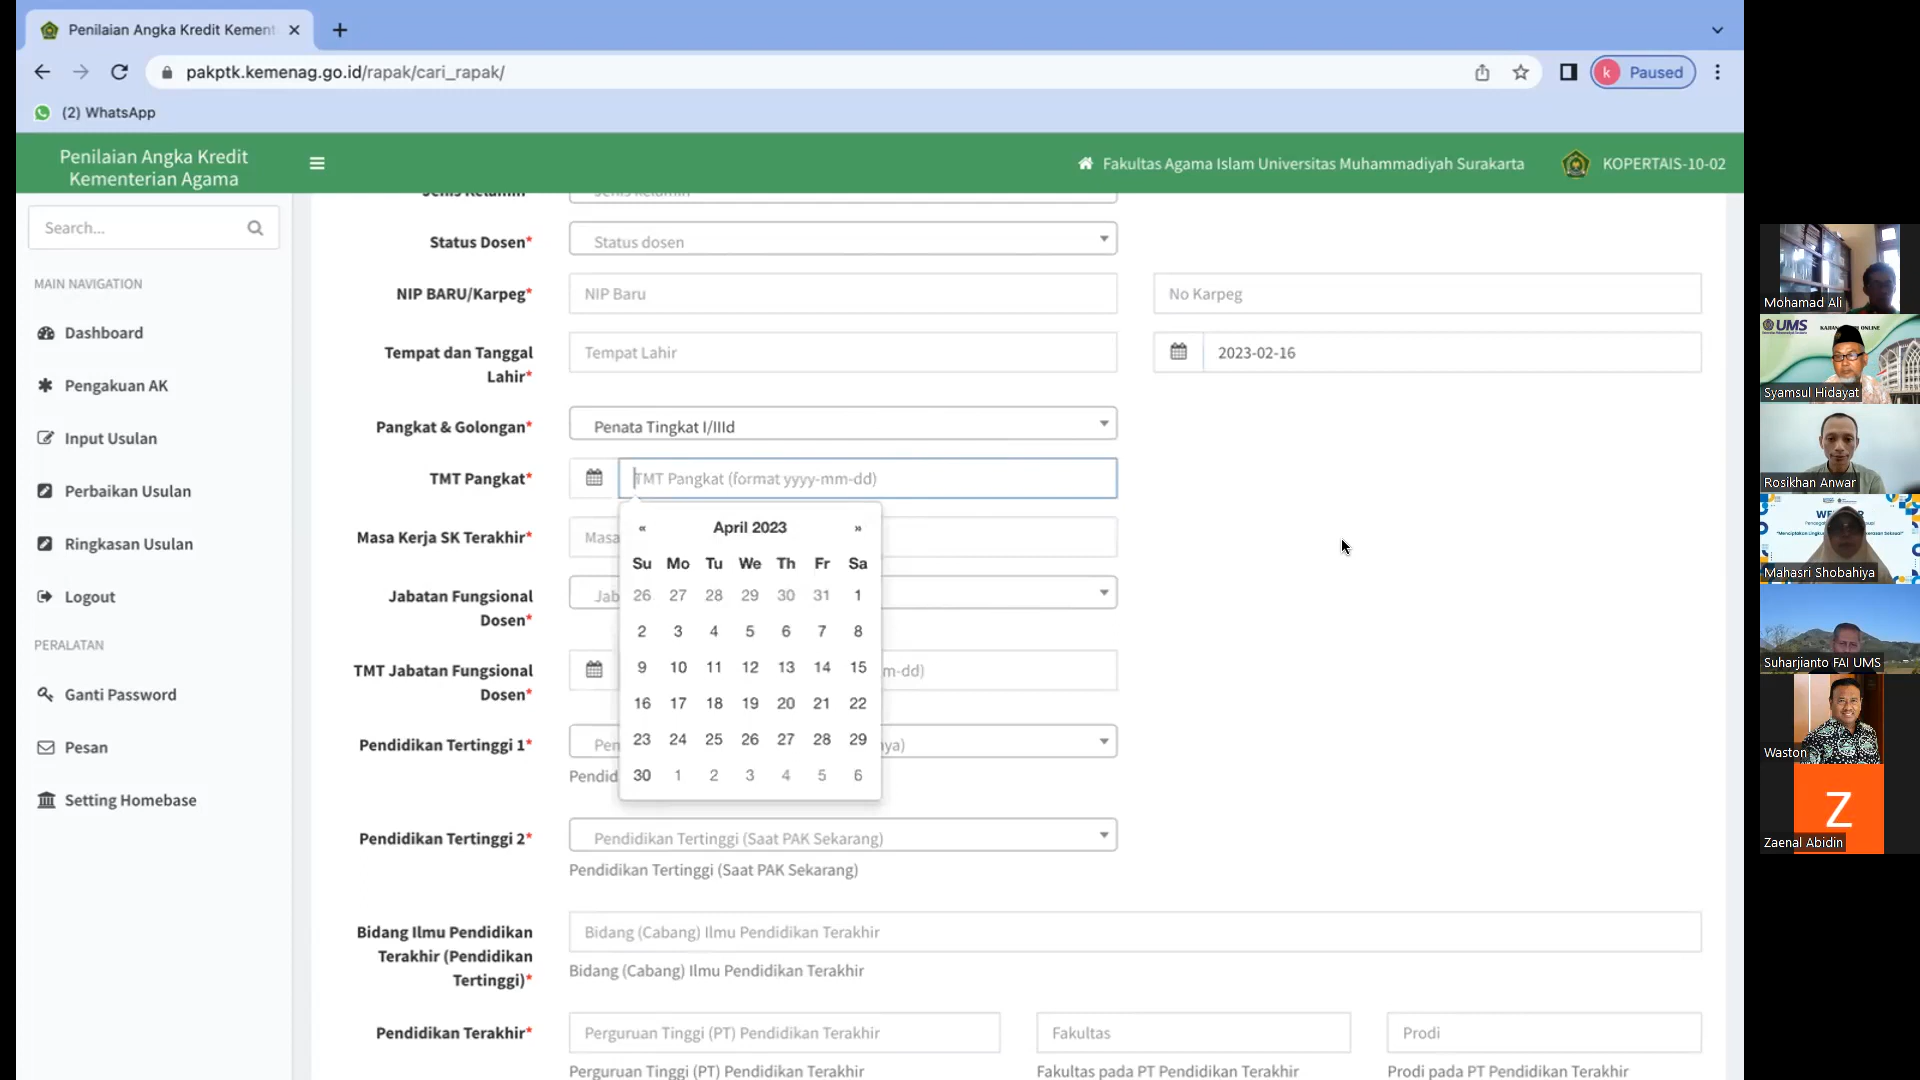 Penilaian Angka Kredit Kement
pakptk.kemenag.go.id/rapak/cari_rapak/
k Paused
(2) WhatsApp
Penilaian Angka Kredit
Kementerian Agama
Fakultas Agama Islam Universitas Muhammadiyah Surakarta
KOPERTAIS-10-02
Search...
MAIN NAVIGATION
Dashboard
Pengakuan AK
Input Usulan
Perbaikan Usulan
Ringkasan Usulan
Logout
PERALATAN
Ganti Password
Pesan
Setting Homebase
Jenis Kelamin
Status Dosen* Status dosen
NIP BARU/Karpeg* NIP Baru No Karpeg
Tempat dan Tanggal
Lahir*
Tempat Lahir 2023-02-16
Pangkat & Golongan* Penata Tingkat I/IIId
TMT Pangkat* TMT Pangkat (format yyyy-mm-dd)
« April 2023 »
Su Mo Tu We Th Fr Sa
26 27 28 29 30 31 1
2 3 4 5 6 7 8
9 10 11 12 13 14 15
16 17 18 19 20 21 22
23 24 25 26 27 28 29
30 1 2 3 4 5 6
Masa Kerja SK Terakhir* Masa
Jabatan Fungsional
Dosen*
Jab
TMT Jabatan Fungsional
Dosen*
m-dd)
Pendidikan Tertinggi 1* Pen ya)
Pendid
Pendidikan Tertinggi 2* Pendidikan Tertinggi (Saat PAK Sekarang)
Pendidikan Tertinggi (Saat PAK Sekarang)
Bidang Ilmu Pendidikan
Terakhir (Pendidikan
Tertinggi)*
Bidang (Cabang) Ilmu Pendidikan Terakhir
Bidang (Cabang) Ilmu Pendidikan Terakhir
Pendidikan Terakhir* Perguruan Tinggi (PT) Pendidikan Terakhir Fakultas Prodi
Perguruan Tinggi (PT) Pendidikan Terakhir Fakultas pada PT Pendidikan Terakhir Prodi pada PT Pendidikan Terakhir
Mohamad Ali
UMS
Syamsul Hidayat
Rosikhan Anwar
Mahasri Shobahiya
Suharjianto FAI UMS
Waston
Z
Zaenal Abidin